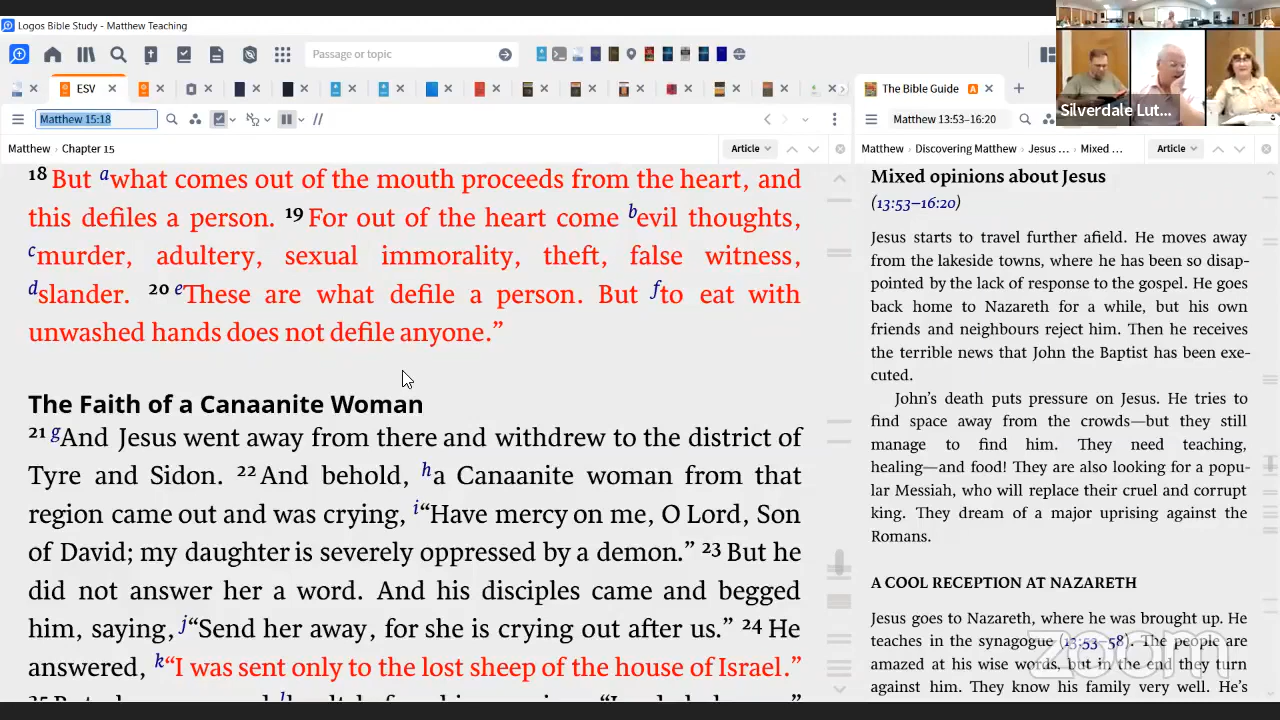 Logos Bible Study - Matthew Teaching
Passage or topic
ESV
The Bible Guide
A
Silverdale Lut...
Matthew 15:18
Matthew 13:53–16:20
Matthew › Chapter 15
Article
Matthew › Discovering Matthew › Jesus ... › Mixed ...
Article
18 But a what comes out of the mouth proceeds from the heart, and
this defiles a person. 19 For out of the heart come b evil thoughts,
c murder, adultery, sexual immorality, theft, false witness,
d slander. 20 e These are what defile a person. But f to eat with
unwashed hands does not defile anyone.”
The Faith of a Canaanite Woman
21 g And Jesus went away from there and withdrew to the district of
Tyre and Sidon. 22 And behold, h a Canaanite woman from that
region came out and was crying, i “Have mercy on me, O Lord, Son
of David; my daughter is severely oppressed by a demon.” 23 But he
did not answer her a word. And his disciples came and begged
him, saying, j “Send her away, for she is crying out after us.” 24 He
answered, k “I was sent only to the lost sheep of the house of Israel.”
Mixed opinions about Jesus
(13:53–16:20)
Jesus starts to travel further afield. He moves away
from the lakeside towns, where he has been so disap-
pointed by the lack of response to the gospel. He goes
back home to Nazareth for a while, but his own
friends and neighbours reject him. Then he receives
the terrible news that John the Baptist has been exe-
cuted.
John’s death puts pressure on Jesus. He tries to
find space away from the crowds—but they still
manage to find him. They need teaching,
healing—and food! They are also looking for a popu-
lar Messiah, who will replace their cruel and corrupt
king. They dream of a major uprising against the
Romans.
A COOL RECEPTION AT NAZARETH
Jesus goes to Nazareth, where he was brought up. He
teaches in the synagogue (13:53–58). The people are
amazed at his wise words, but in the end they turn
against him. They know his family very well. He’s
zoom